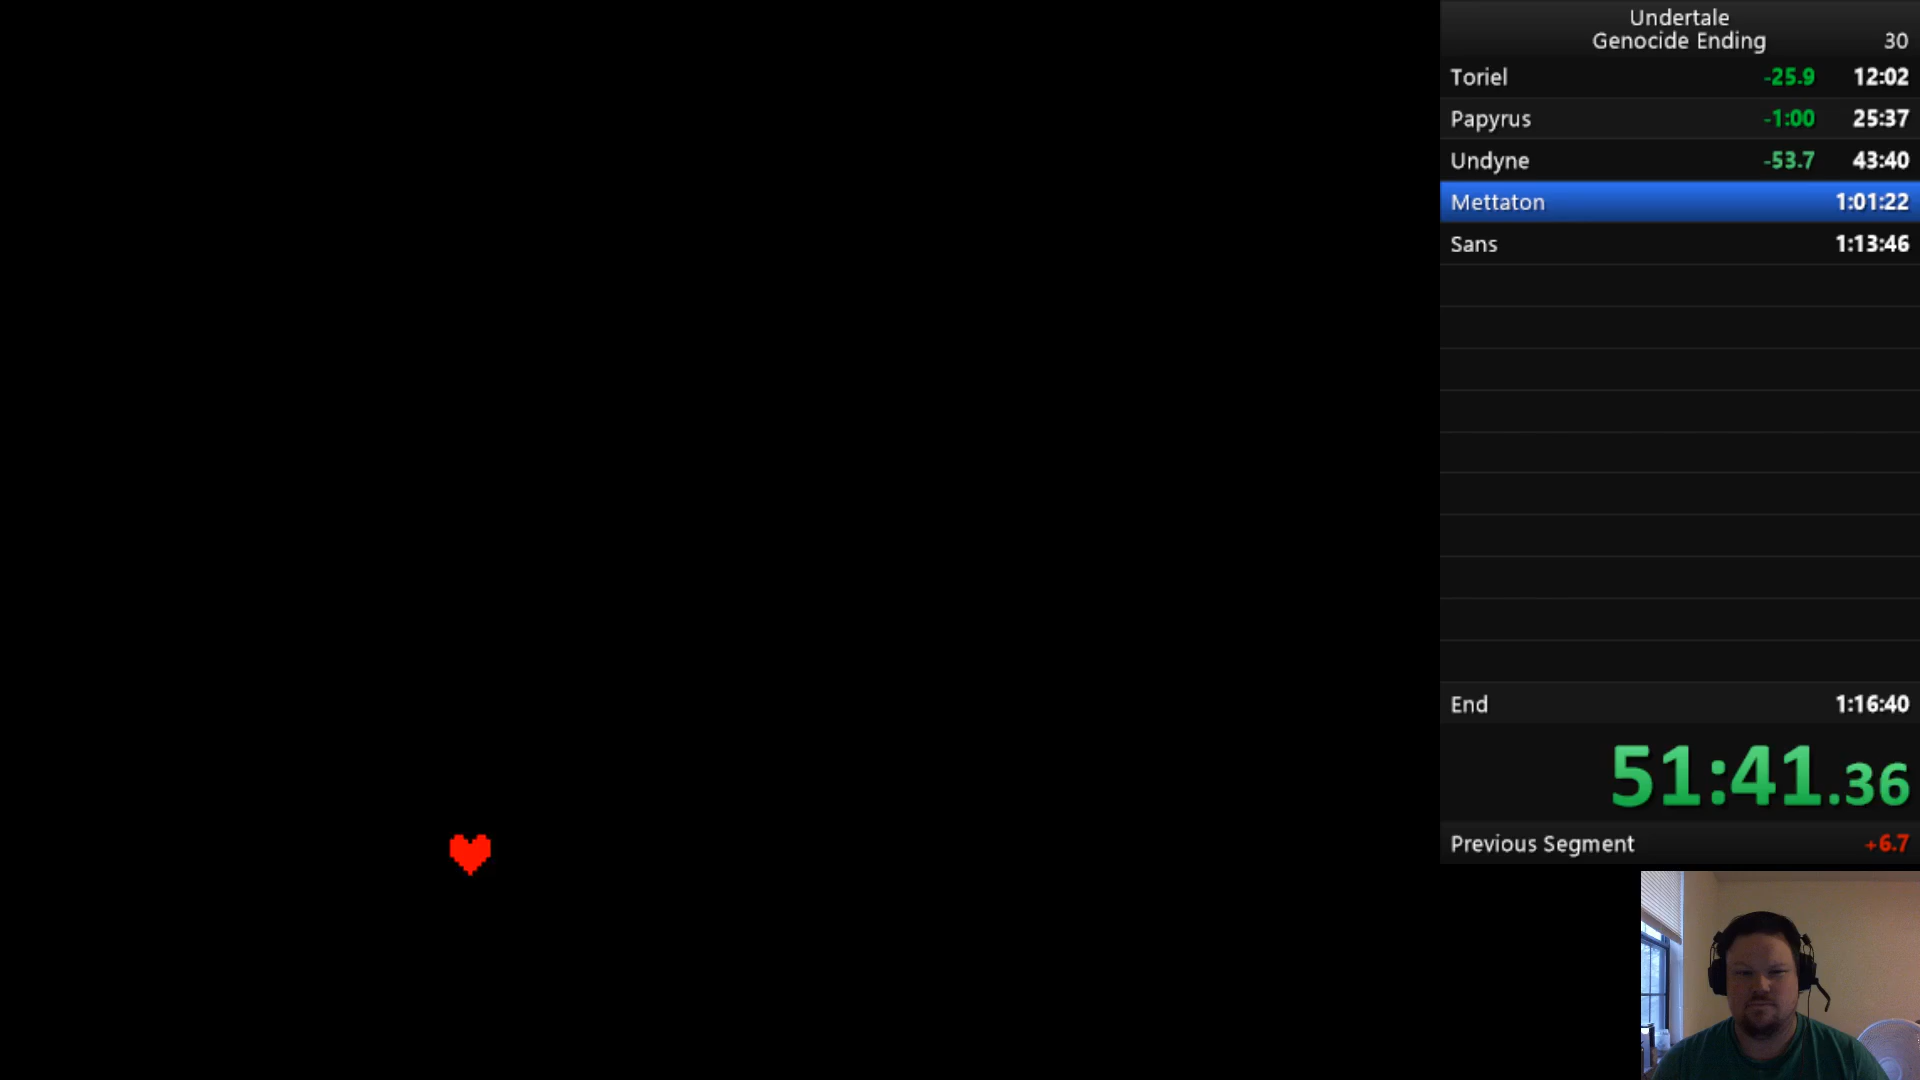 Undertale
Genocide Ending 30
Toriel -25.9 12:02
Papyrus -1:00 25:37
Undyne -53.7 43:40
Mettaton 1:01:22
Sans 1:13:46
End 1:16:40
51:41.36
Previous Segment +6.7